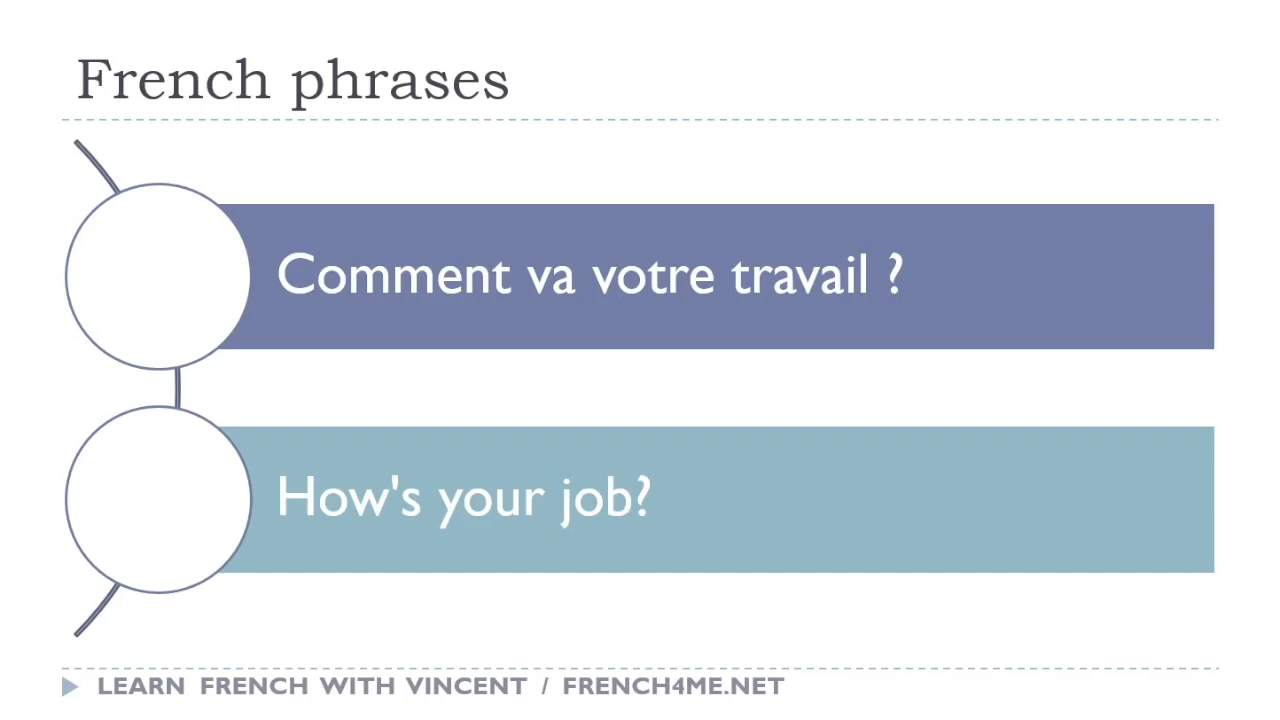 French phrases
Comment va votre travail ?
How's your job?
LEARN FRENCH WITH VINCENT / FRENCH4ME.NET